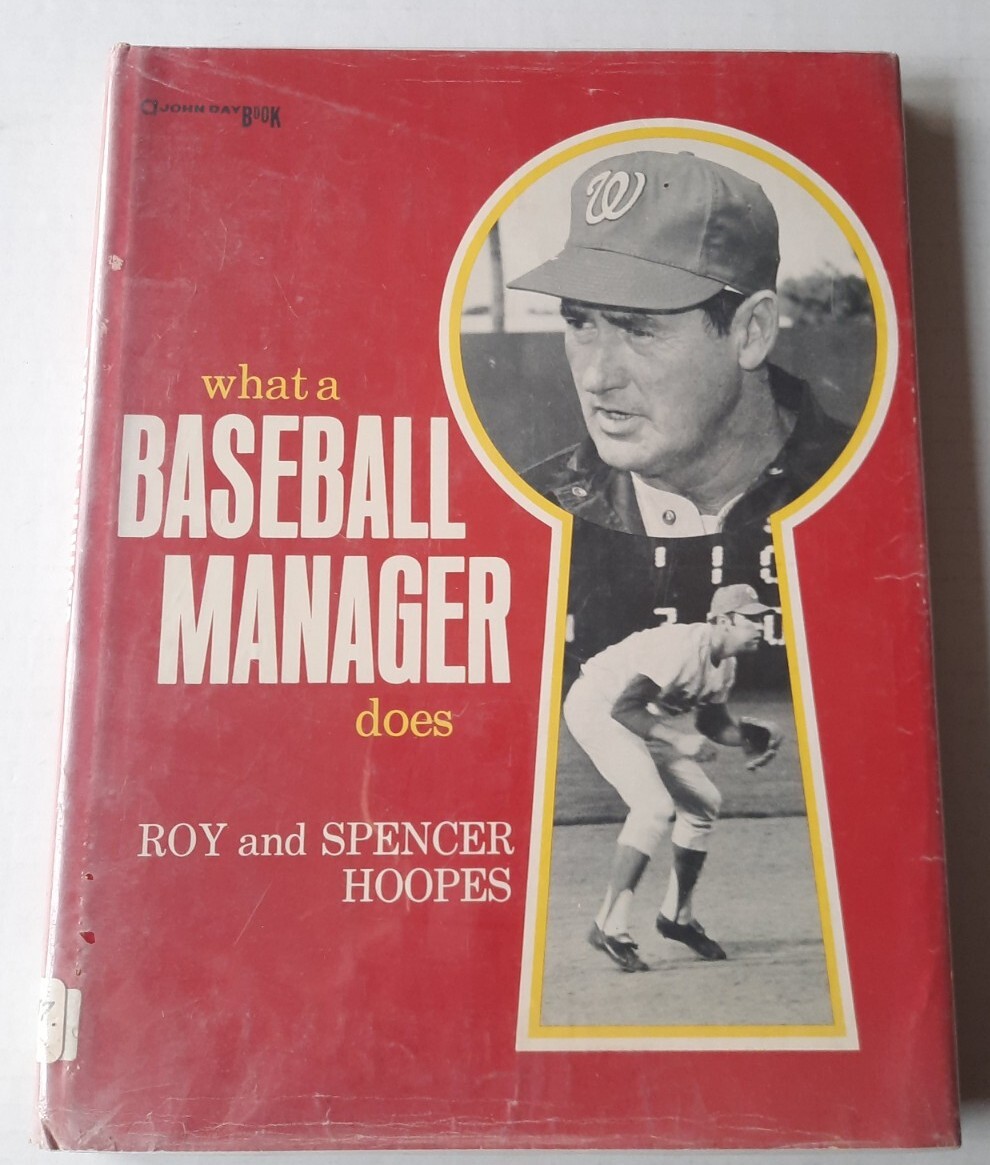 JOHN DAY BOOK
W
what a
BASEBALL
MANAGER
does
ROY and SPENCER
HOOPES